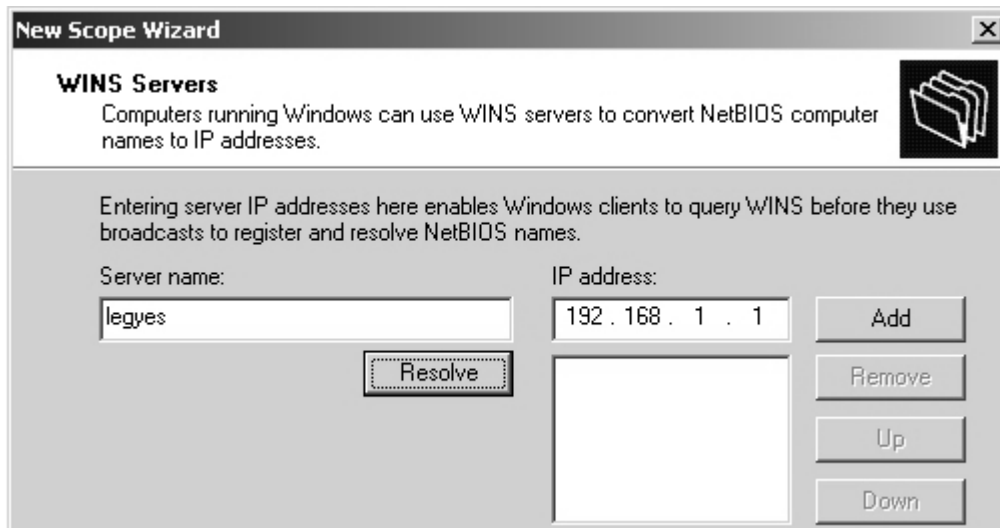 New Scope Wizard
WINS Servers
Computers running Windows can use WINS servers to convert NetBIOS computer
names to IP addresses.
Entering server IP addresses here enables Windows clients to query WINS before they use
broadcasts to register and resolve NetBIOS names.
Server name:
IP address:
legyes
192 . 168 . 1 . 1
Add
Resolve
Remove
Up
Down